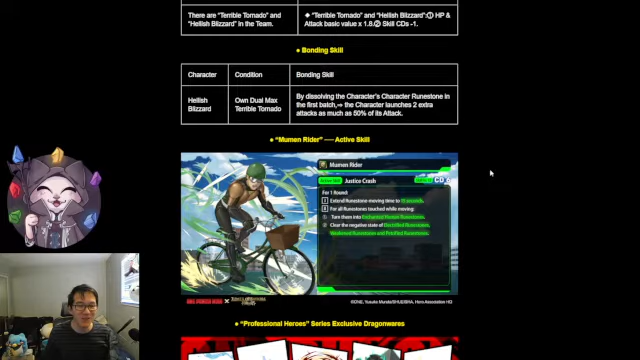 There are "Terrible Tornado" and
"Hellish Blizzard" in the Team.
◆ "Terrible Tornado" and "Hellish Blizzard":① HP &
Attack basic value x 1.8.② Skill CDs -1.
● Bonding Skill
Character
Condition
Bonding Skill
Hellish
Blizzard
Own Dual Max
Terrible Tornado
By dissolving the Character's Character Runestone in
the first batch,⇒ the Character launches 2 extra
attacks as much as 50% of its Attack.
● "Mumen Rider" ── Active Skill
Mumen Rider
Justice Crash
CD
For 1 Round:
Extend Runestone-moving time to
For all Runestones touched while moving:
① Turn them into Enchanted Human Runestones.
② Clear the negative state of Electrified Runestones,
Weakened Runestones and Petrified Runestones.
ONE PUNCH MAN
©ONE, Yusuke Murata/SHUEISHA, Hero Association HQ
● "Professional Heroes" Series Exclusive Dragonwares